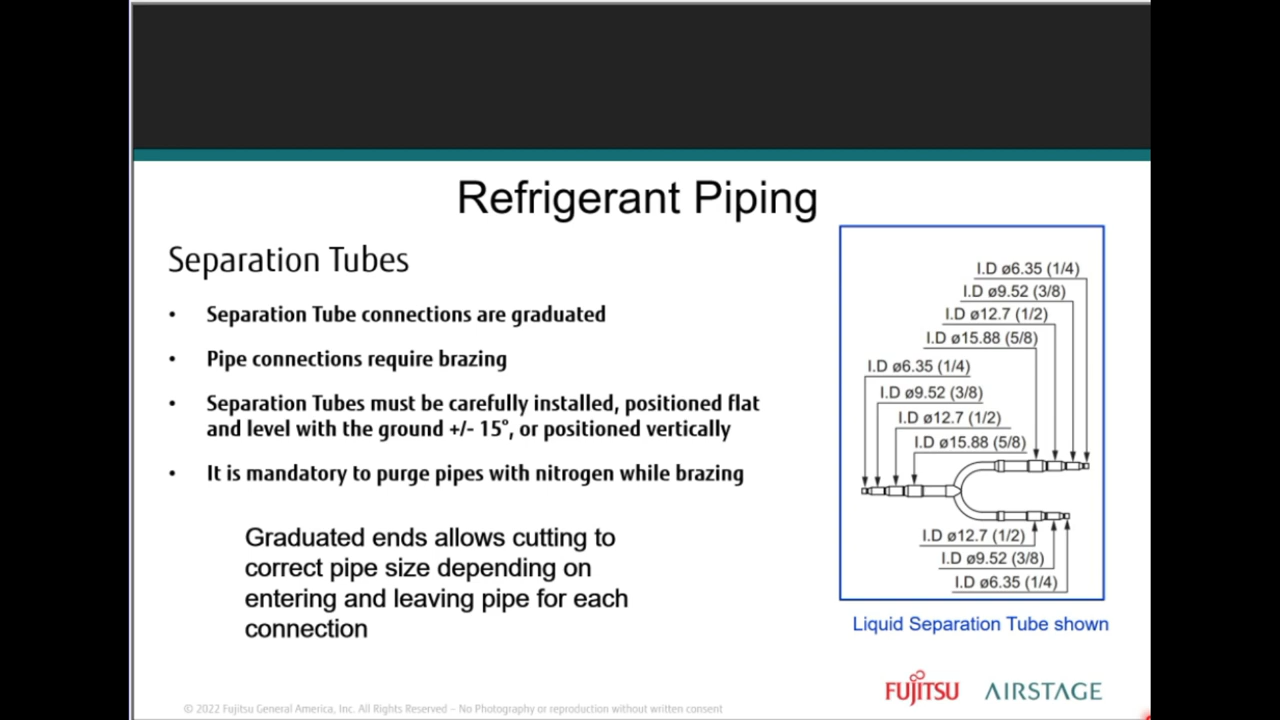 Refrigerant Piping
Separation Tubes
• Separation Tube connections are graduated
• Pipe connections require brazing
• Separation Tubes must be carefully installed, positioned flat
and level with the ground +/- 15°, or positioned vertically
• It is mandatory to purge pipes with nitrogen while brazing
Graduated ends allows cutting to
correct pipe size depending on
entering and leaving pipe for each
connection
I.D ø6.35 (1/4)
I.D ø9.52 (3/8)
I.D ø12.7 (1/2)
I.D ø15.88 (5/8)
I.D ø6.35 (1/4)
I.D ø9.52 (3/8)
I.D ø12.7 (1/2)
I.D ø15.88 (5/8)
I.D ø12.7 (1/2)
I.D ø9.52 (3/8)
I.D ø6.35 (1/4)
Liquid Separation Tube shown
FUJITSU AIRSTAGE
© 2022 Fujitsu General America, Inc. All Rights Reserved – No Photography or reproduction without written consent